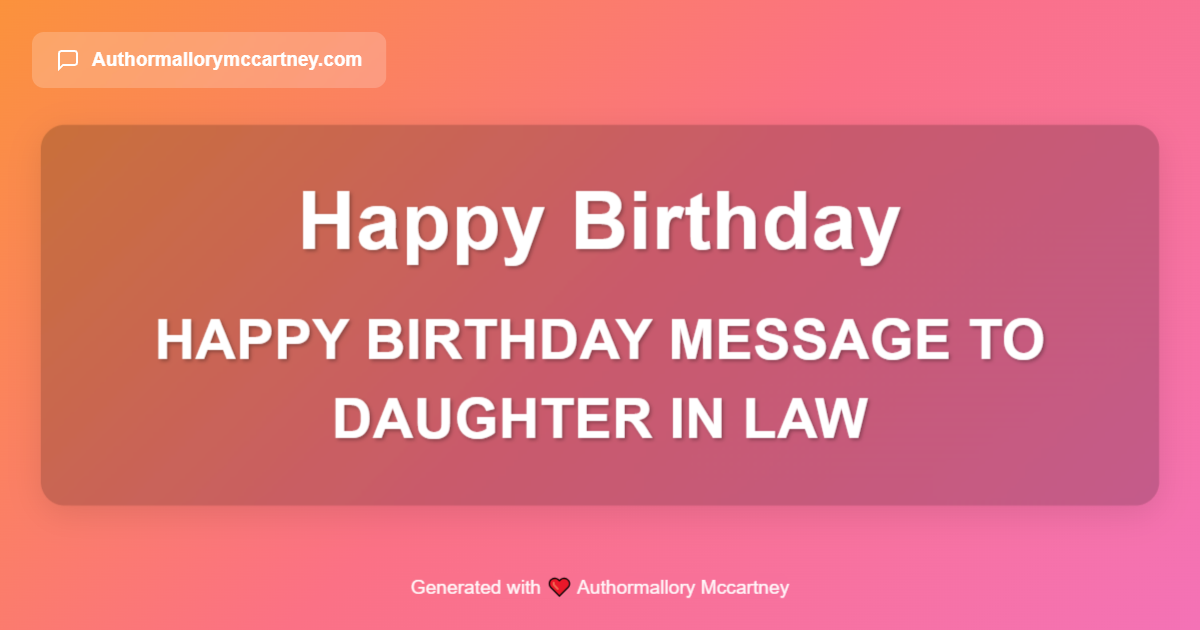 Authormallorymccartney.com
Happy Birthday
HAPPY BIRTHDAY MESSAGE TO
DAUGHTER IN LAW
Generated with ❤ Authormallory Mccartney